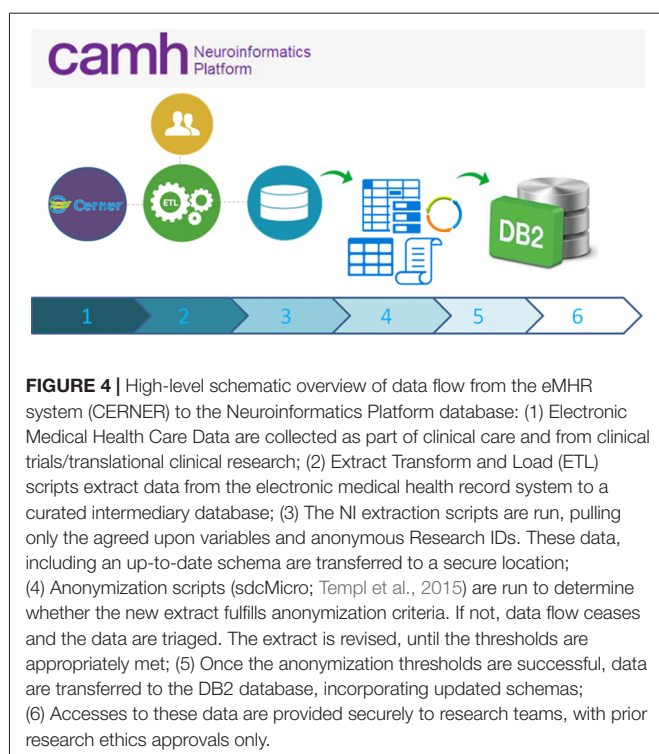 camh Neuroinformatics
Platform
Cerner
ETL
DB2
1 2 3 4 5 6
FIGURE 4 | High-level schematic overview of data flow from the eMHR
system (CERNER) to the Neuroinformatics Platform database: (1) Electronic
Medical Health Care Data are collected as part of clinical care and from clinical
trials/translational clinical research; (2) Extract Transform and Load (ETL)
scripts extract data from the electronic medical health record system to a
curated intermediary database; (3) The NI extraction scripts are run, pulling
only the agreed upon variables and anonymous Research IDs. These data,
including an up-to-date schema are transferred to a secure location;
(4) Anonymization scripts (sdcMicro; Templ et al., 2015) are run to determine
whether the new extract fulfills anonymization criteria. If not, data flow ceases
and the data are triaged. The extract is revised, until the thresholds are
appropriately met; (5) Once the anonymization thresholds are successful, data
are transferred to the DB2 database, incorporating updated schemas;
(6) Accesses to these data are provided securely to research teams, with prior
research ethics approvals only.